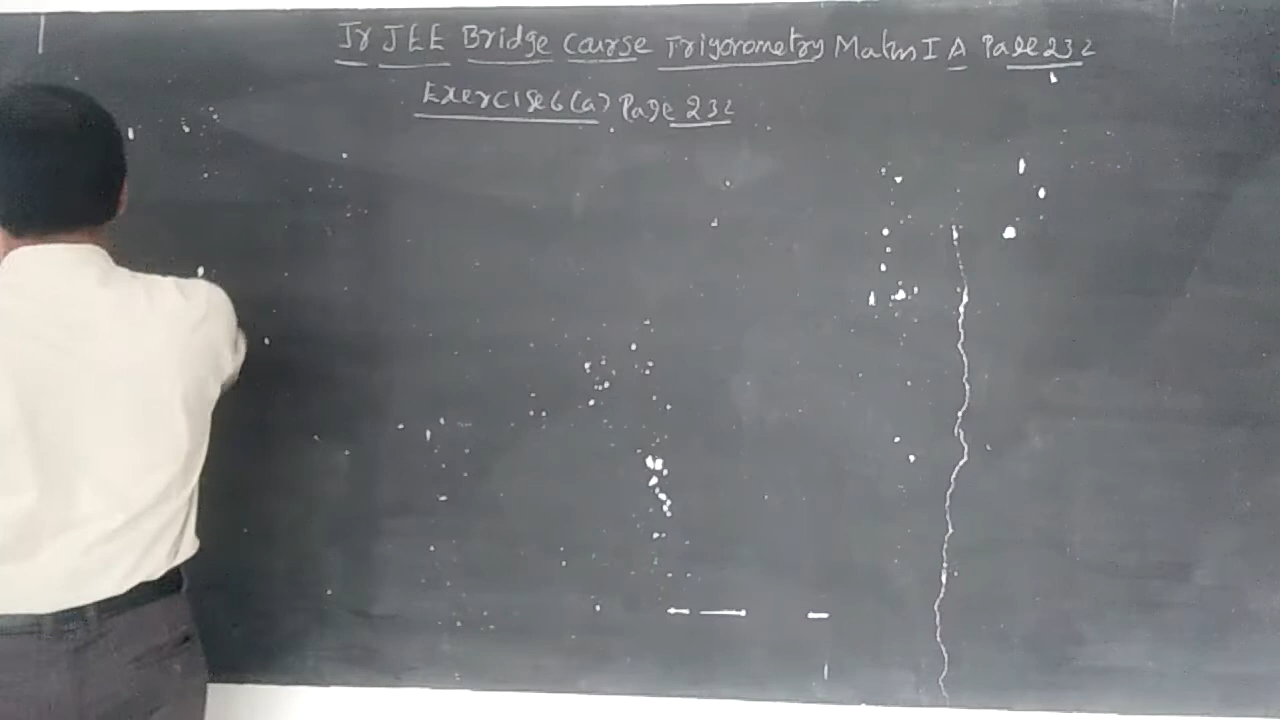 Jr JEE Bridge Course Trigonometry Maths I A Page 232
Exercise 6(a) Page 232